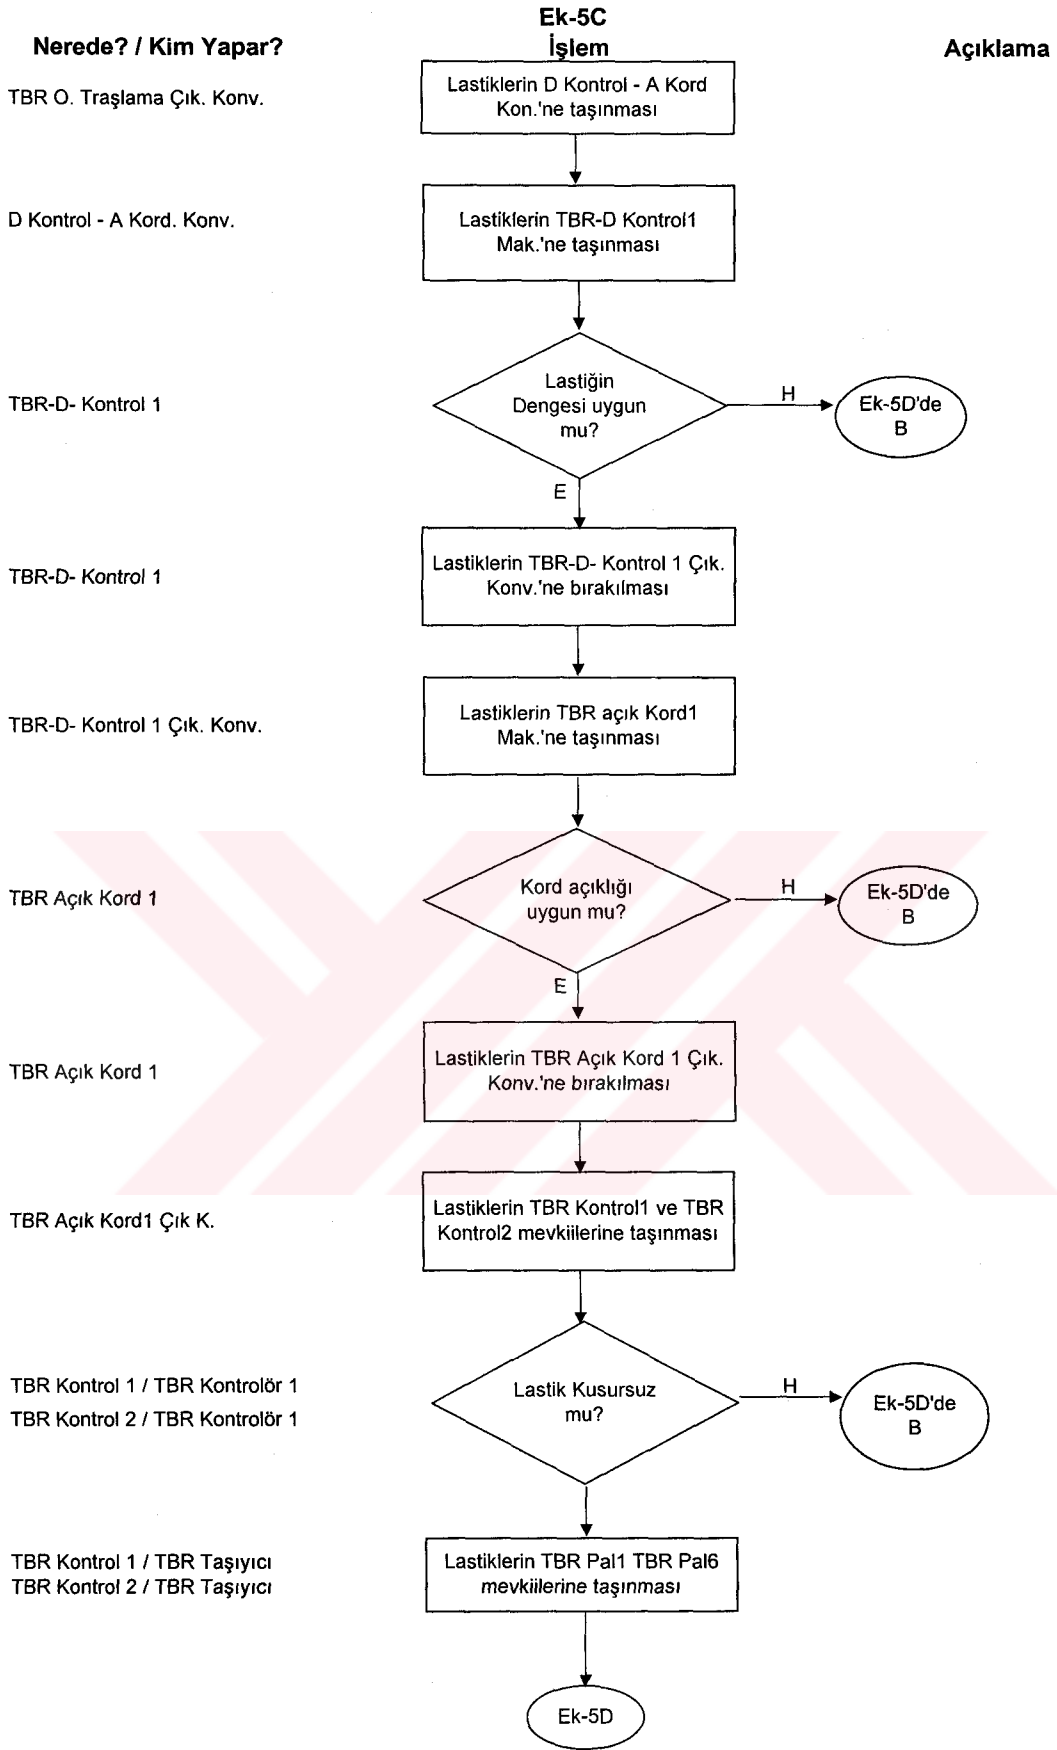 Ek-5C
Nerede? / Kim Yapar?
İşlem
Açıklama
TBR O. Traşlama Çık. Konv.
Lastiklerin D Kontrol - A Kord
Kon.'ne taşınması
D Kontrol - A Kord. Konv.
Lastiklerin TBR-D Kontrol1
Mak.'ne taşınması
TBR-D- Kontrol 1
Lastiğin
Dengesi uygun
mu?
H
Ek-5D'de
B
E
TBR-D- Kontrol 1
Lastiklerin TBR-D- Kontrol 1 Çık.
Konv.'ne bırakılması
TBR-D- Kontrol 1 Çık. Konv.
Lastiklerin TBR açık Kord1
Mak.'ne taşınması
TBR Açık Kord 1
Kord açıklığı
uygun mu?
H
Ek-5D'de
B
E
TBR Açık Kord 1
Lastiklerin TBR Açık Kord 1 Çık.
Konv.'ne bırakılması
TBR Açık Kord1 Çık K.
Lastiklerin TBR Kontrol1 ve TBR
Kontrol2 mevkiilerine taşınması
TBR Kontrol 1 / TBR Kontrolör 1
TBR Kontrol 2 / TBR Kontrolör 1
Lastik Kusursuz
mu?
H
Ek-5D'de
B
TBR Kontrol 1 / TBR Taşıyıcı
TBR Kontrol 2 / TBR Taşıyıcı
Lastiklerin TBR Pal1 TBR Pal6
mevkiilerine taşınması
Ek-5D